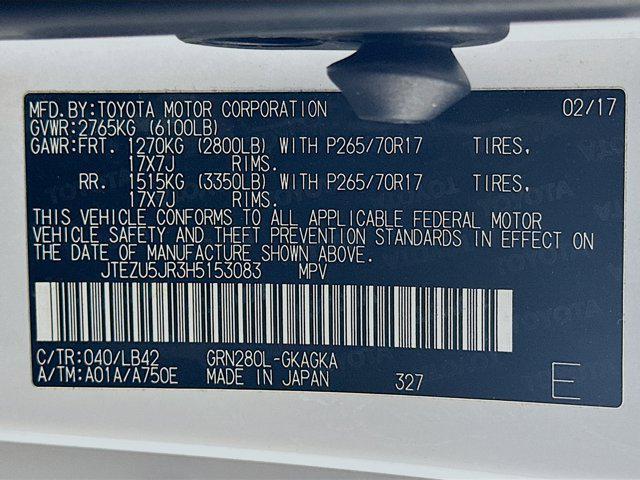 MFD.BY:TOYOTA MOTOR CORPORATION 02/17
GVWR:2765KG (6100LB)
GAWR:FRT. 1270KG (2800LB) WITH P265/70R17 TIRES,
17X7J RIMS.
RR. 1515KG (3350LB) WITH P265/70R17 TIRES,
17X7J RIMS.
THIS VEHICLE CONFORMS TO ALL APPLICABLE FEDERAL MOTOR
VEHICLE SAFETY AND THEFT PREVENTION STANDARDS IN EFFECT ON
THE DATE OF MANUFACTURE SHOWN ABOVE.
JTEZU5JR3H5153083 MPV
C/TR:040/LB42 GRN280L-GKAGKA
A/TM:A01A/A750E MADE IN JAPAN 327 E